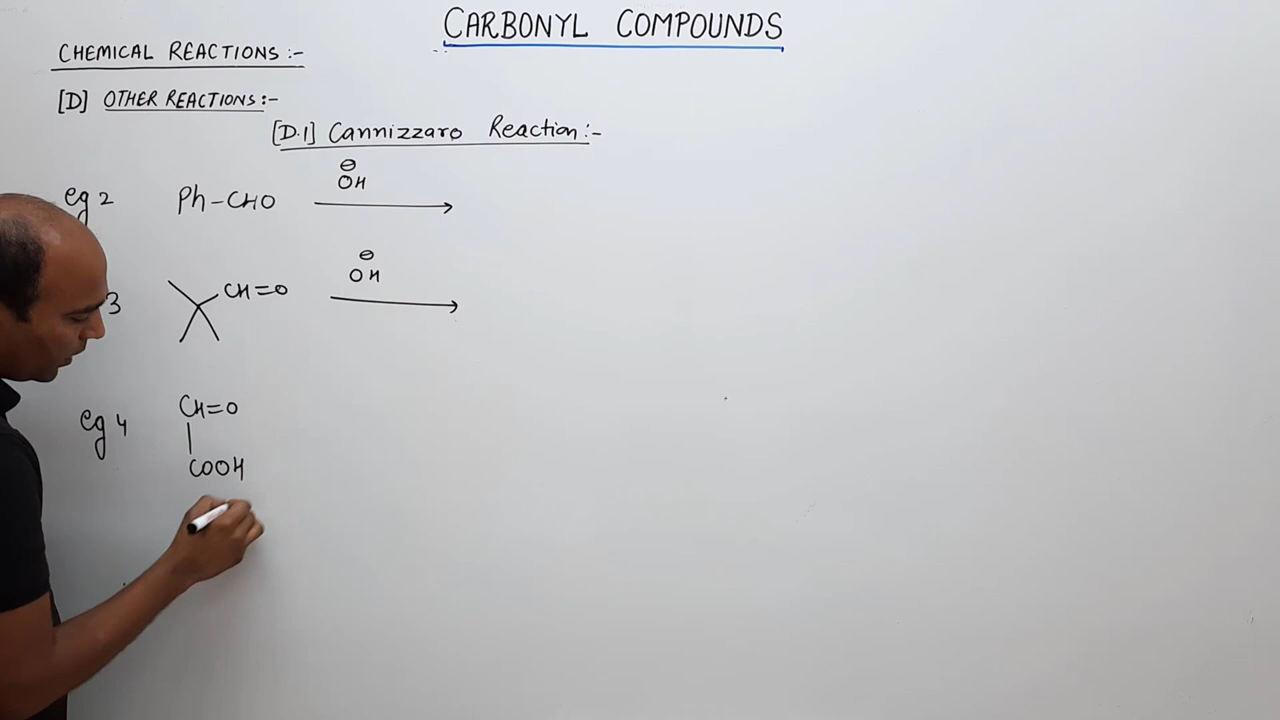 CARBONYL COMPOUNDS
CHEMICAL REACTIONS :-
[D] OTHER REACTIONS :-
[D.1] Cannizzaro Reaction :-
eg 2 Ph-CHO ⊖OH →
3 CH=O ⊖OH →
eg 4 CH=O
|
COOH